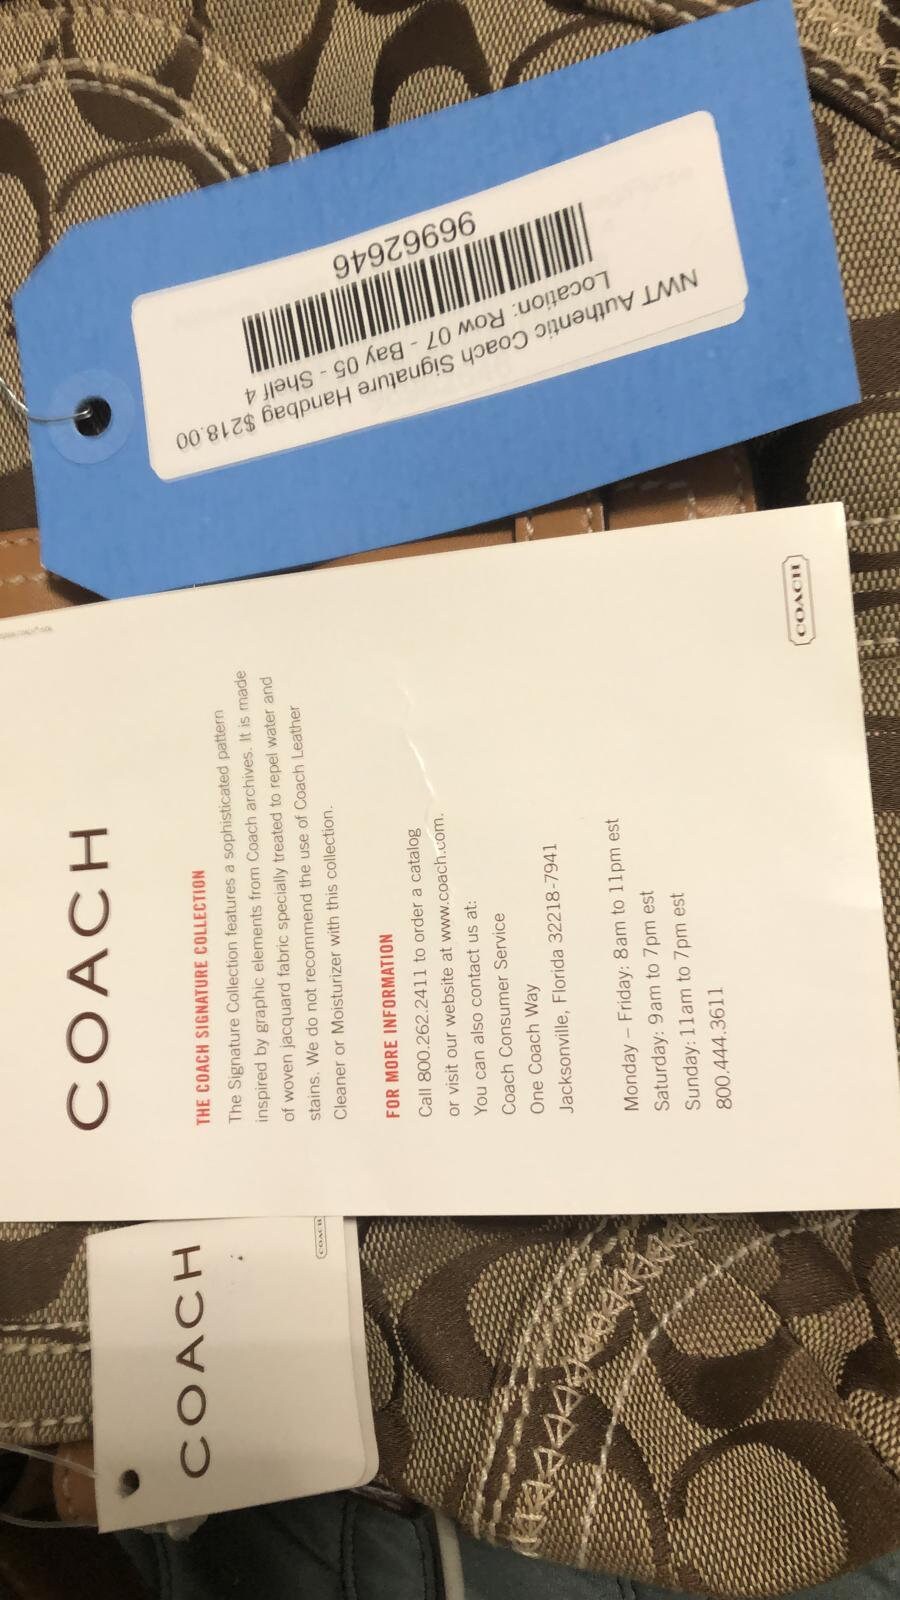 96962646
Location: Row 07 - Bay 05 - Shelf 4
NWT Authentic Coach Signature Handbag $218.00
COACH
THE COACH SIGNATURE COLLECTION
The Signature Collection features a sophisticated pattern
inspired by graphic elements from Coach archives. It is made
of woven jacquard fabric specially treated to repel water and
stains. We do not recommend the use of Coach Leather
Cleaner or Moisturizer with this collection.
FOR MORE INFORMATION
Call 800.262.2411 to order a catalog
or visit our website at www.coach.com.
You can also contact us at:
Coach Consumer Service
One Coach Way
Jacksonville, Florida 32218-7941
Monday – Friday: 8am to 11pm est
Saturday: 9am to 7pm est
Sunday: 11am to 7pm est
800.444.3611
COACH
COACH
COACH